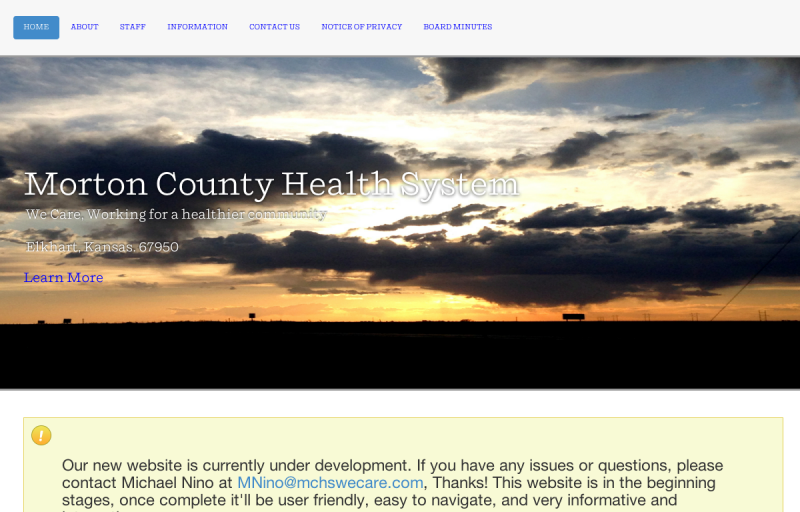 HOME ABOUT STAFF INFORMATION CONTACT US NOTICE OF PRIVACY BOARD MINUTES
Morton County Health System
We Care, Working for a healthier community
Elkhart, Kansas. 67950
Learn More
Our new website is currently under development. If you have any issues or questions, please
contact Michael Nino at MNino@mchswecare.com, Thanks! This website is in the beginning
stages, once complete it'll be user friendly, easy to navigate, and very informative and